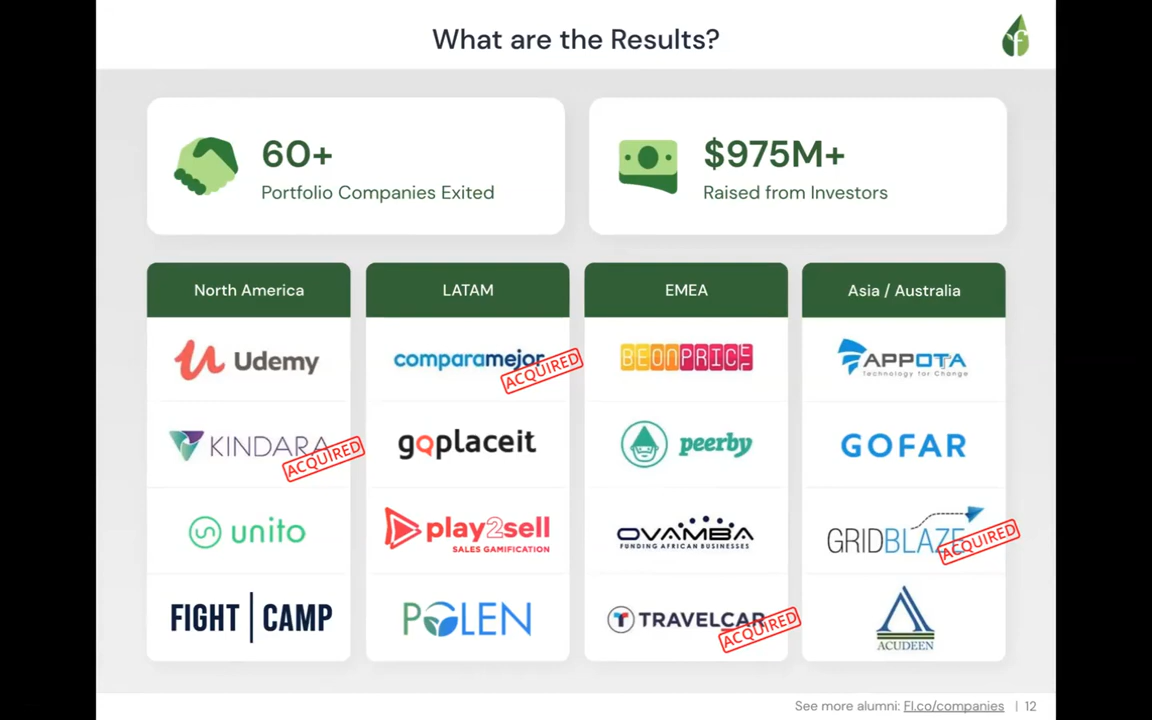 What are the Results?
f
60+
Portfolio Companies Exited
$975M+
Raised from Investors
North America
Udemy
KINDARA
ACQUIRED
unito
FIGHT | CAMP
LATAM
comparamejor
ACQUIRED
goplaceit
play2sell
SALES GAMIFICATION
POLEN
EMEA
BEONPRICE
peerby
OVAMBA
FUNDING AFRICAN BUSINESSES
TRAVELCAR
ACQUIRED
Asia / Australia
APPOTA
Technology for Change
GOFAR
GRIDBLAZE
ACQUIRED
ACUDEEN
See more alumni: FI.co/companies | 12